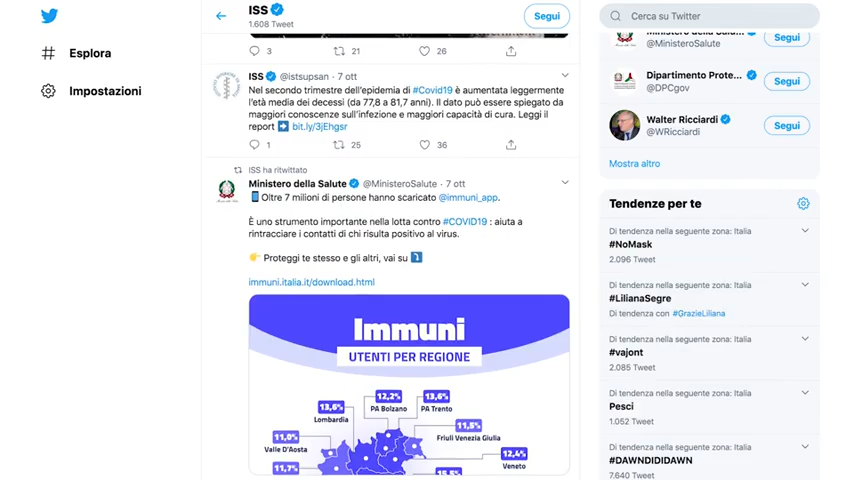 Esplora
Impostazioni
ISS
1.608 Tweet
Segui
3 21 26
ISS @istsupsan · 7 ott
Nel secondo trimestre dell'epidemia di #Covid19 è aumentata leggermente
l'età media dei decessi (da 77,8 a 81,7 anni). Il dato può essere spiegato da
maggiori conoscenze sull'infezione e maggiori capacità di cura. Leggi il
report ➡️ bit.ly/3jEhgsr
1 25 36
ISS ha ritwittato
Ministero della Salute @MinisteroSalute · 7 ott
Oltre 7 milioni di persone hanno scaricato @immuni_app.
È uno strumento importante nella lotta contro #COVID19 : aiuta a
rintracciare i contatti di chi risulta positivo al virus.
Proteggi te stesso e gli altri, vai su
immuni.italia.it/download.html
Immuni
UTENTI PER REGIONE
12,2%
PA Bolzano
13,6%
PA Trento
13,6%
Lombardia
11,5%
Friuli Venezia Giulia
11,0%
Valle D'Aosta
12,4%
Veneto
11,7%
15,5%
Cerca su Twitter
@MinisteroSalute
Segui
Dipartimento Prote...
@DPCgov
Segui
Walter Ricciardi
@WRicciardi
Segui
Mostra altro
Tendenze per te
Di tendenza nella seguente zona: Italia
#NoMask
2.096 Tweet
Di tendenza nella seguente zona: Italia
#LilianaSegre
Di tendenza con #GrazieLiliana
Di tendenza nella seguente zona: Italia
#vajont
2.085 Tweet
Di tendenza nella seguente zona: Italia
Pesci
1.052 Tweet
Di tendenza nella seguente zona: Italia
#DAWNDIDIDAWN
7.640 Tweet